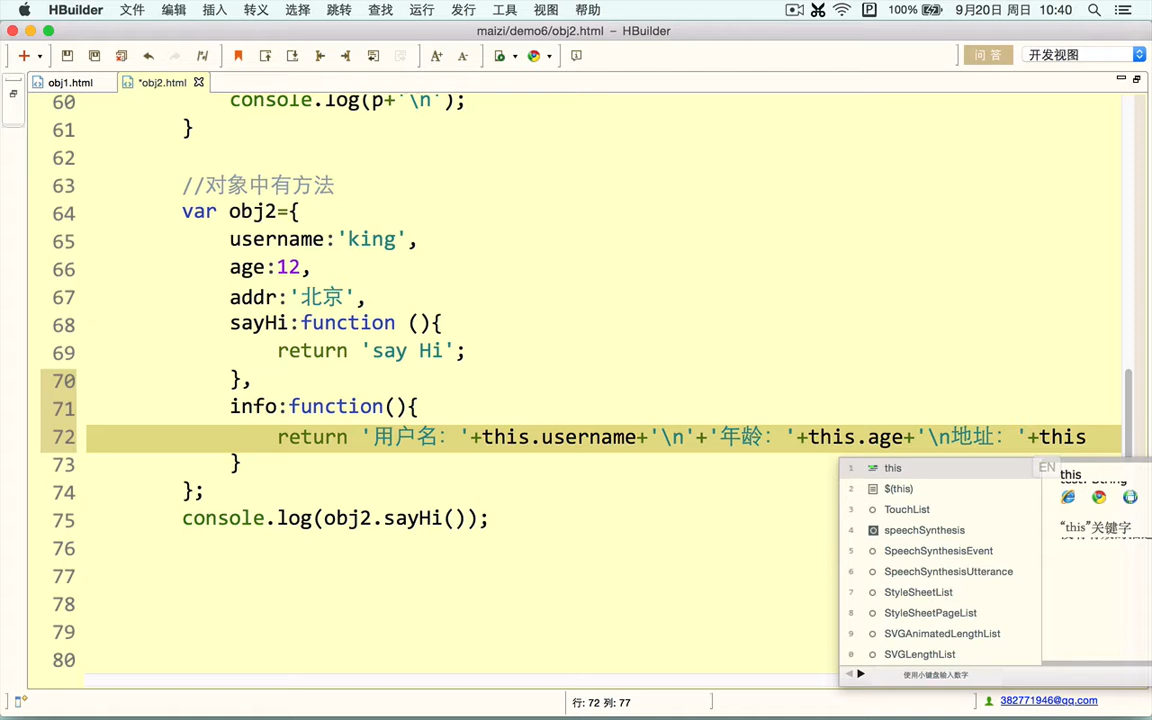 HBuilder 文件 编辑 插入 转义 选择 跳转 查找 运行 发行 工具 视图 帮助 100% 9月20日 周日 10:40
maizi/demo6/obj2.html – HBuilder
问 答 开发视图
obj1.html *obj2.html
60 console.log(p+'\n');
61 }
62
63 //对象中有方法
64 var obj2={
65 username:'king',
66 age:12,
67 addr:'北京',
68 sayHi:function (){
69 return 'say Hi';
70 },
71 info:function(){
72 return '用户名：'+this.username+'\n'+'年龄：'+this.age+'\n地址：'+this
73 }
74 };
75 console.log(obj2.sayHi());
76
77
78
79
80
1 this
2 $(this)
3 TouchList
4 speechSynthesis
5 SpeechSynthesisEvent
6 SpeechSynthesisUtterance
7 StyleSheetList
8 StyleSheetPageList
9 SVGAnimatedLengthList
0 SVGLengthList
使用小键盘输入数字
EN
this
"this"关键字
行: 72 列: 77
382771946@qq.com